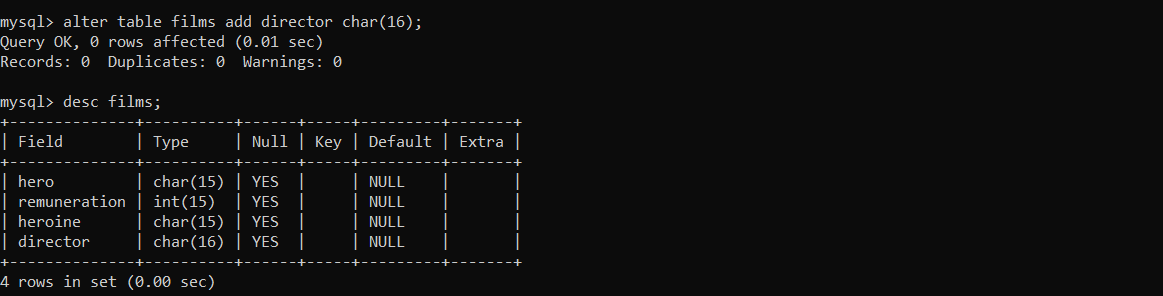 mysql> alter table films add director char(16);
Query OK, 0 rows affected (0.01 sec)
Records: 0  Duplicates: 0  Warnings: 0

mysql> desc films;
+--------------+----------+------+-----+---------+-------+
| Field        | Type     | Null | Key | Default | Extra |
+--------------+----------+------+-----+---------+-------+
| hero         | char(15) | YES  |     | NULL    |       |
| remuneration | int(15)  | YES  |     | NULL    |       |
| heroine      | char(15) | YES  |     | NULL    |       |
| director     | char(16) | YES  |     | NULL    |       |
+--------------+----------+------+-----+---------+-------+
4 rows in set (0.00 sec)